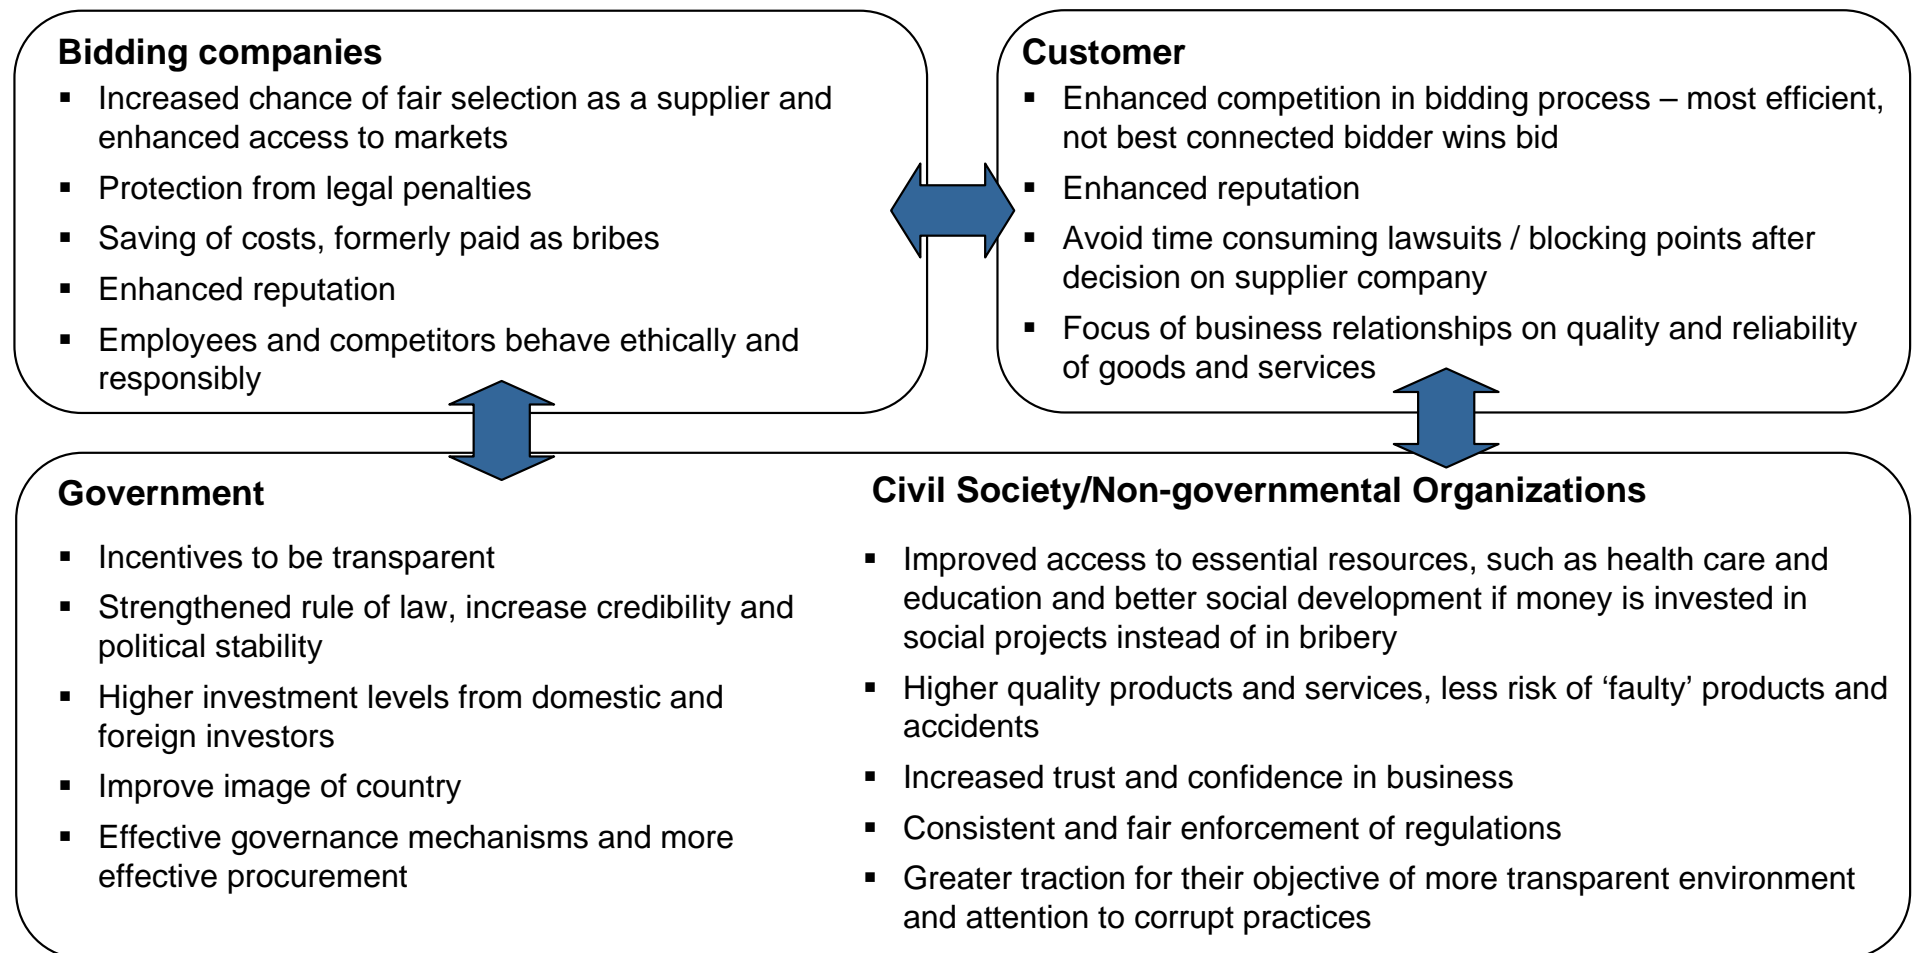 Bidding companies
▪ Increased chance of fair selection as a supplier and
enhanced access to markets
▪ Protection from legal penalties
▪ Saving of costs, formerly paid as bribes
▪ Enhanced reputation
▪ Employees and competitors behave ethically and
responsibly
Customer
▪ Enhanced competition in bidding process – most efficient,
not best connected bidder wins bid
▪ Enhanced reputation
▪ Avoid time consuming lawsuits / blocking points after
decision on supplier company
▪ Focus of business relationships on quality and reliability
of goods and services
Government
▪ Incentives to be transparent
▪ Strengthened rule of law, increase credibility and
political stability
▪ Higher investment levels from domestic and
foreign investors
▪ Improve image of country
▪ Effective governance mechanisms and more
effective procurement
Civil Society/Non-governmental Organizations
▪ Improved access to essential resources, such as health care and
education and better social development if money is invested in
social projects instead of in bribery
▪ Higher quality products and services, less risk of ‘faulty’ products and
accidents
▪ Increased trust and confidence in business
▪ Consistent and fair enforcement of regulations
▪ Greater traction for their objective of more transparent environment
and attention to corrupt practices